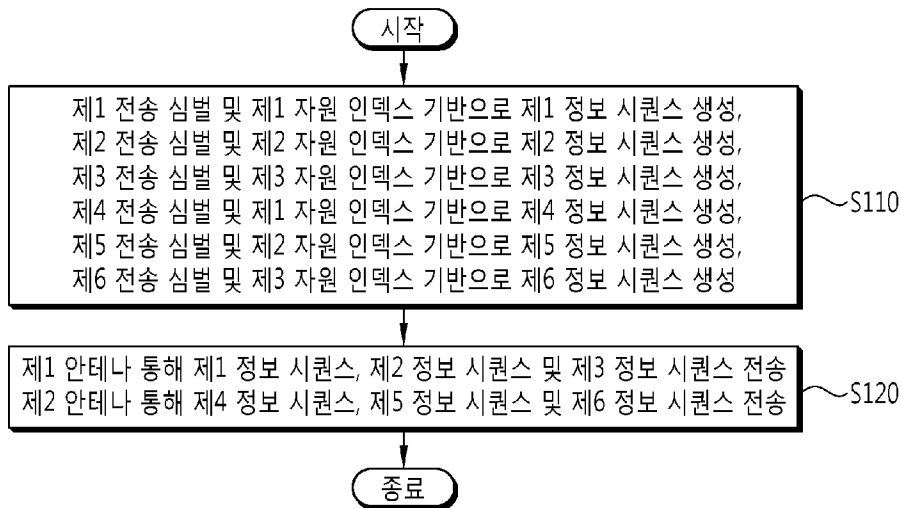 시작
제1 전송 심벌 및 제1 자원 인덱스 기반으로 제1 정보 시퀀스 생성,
제2 전송 심벌 및 제2 자원 인덱스 기반으로 제2 정보 시퀀스 생성,
제3 전송 심벌 및 제3 자원 인덱스 기반으로 제3 정보 시퀀스 생성,
제4 전송 심벌 및 제1 자원 인덱스 기반으로 제4 정보 시퀀스 생성,
제5 전송 심벌 및 제2 자원 인덱스 기반으로 제5 정보 시퀀스 생성,
제6 전송 심벌 및 제3 자원 인덱스 기반으로 제6 정보 시퀀스 생성
S110
제1 안테나 통해 제1 정보 시퀀스, 제2 정보 시퀀스 및 제3 정보 시퀀스 전송
제2 안테나 통해 제4 정보 시퀀스, 제5 정보 시퀀스 및 제6 정보 시퀀스 전송
S120
종료